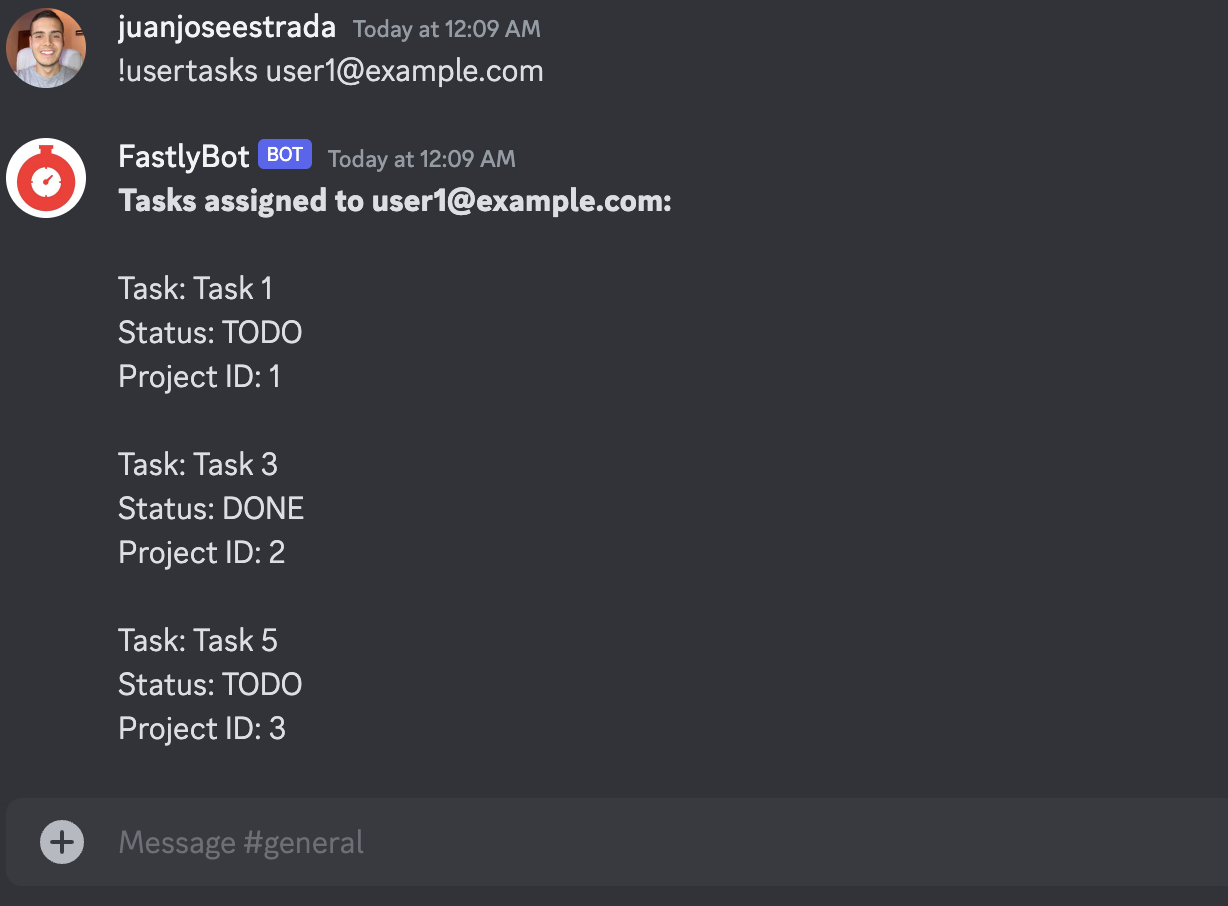 juanjoseestrada Today at 12:09 AM
!usertasks user1@example.com
FastlyBot BOT Today at 12:09 AM
Tasks assigned to user1@example.com:
Task: Task 1
Status: TODO
Project ID: 1
Task: Task 3
Status: DONE
Project ID: 2
Task: Task 5
Status: TODO
Project ID: 3
Message #general